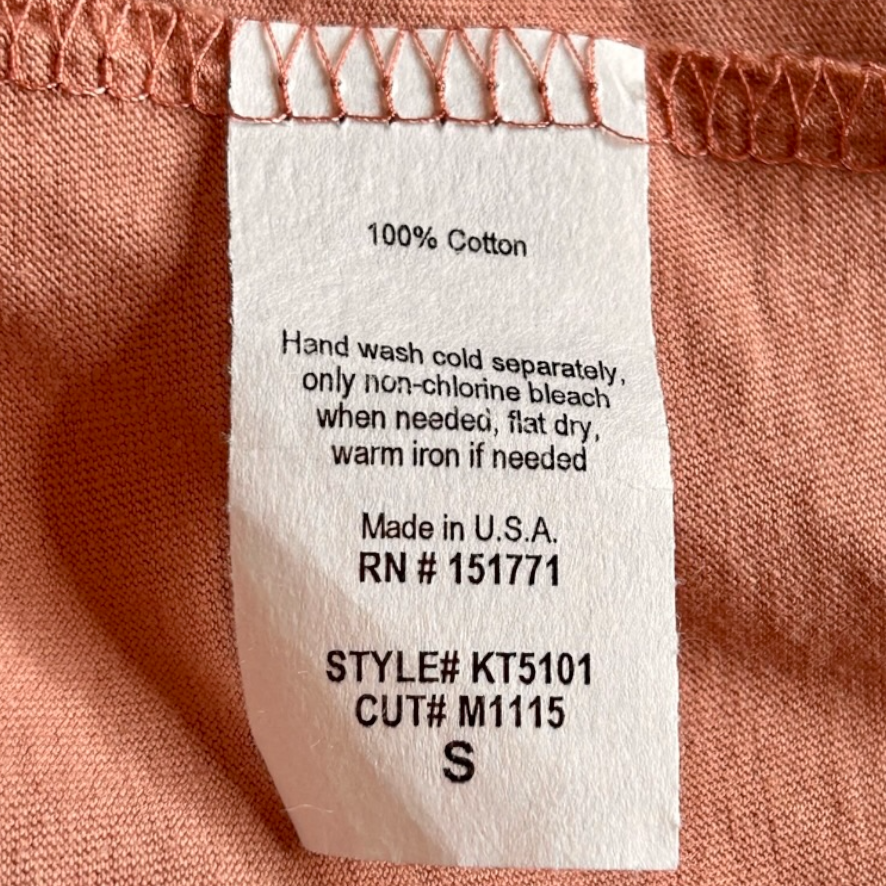 100% Cotton
Hand wash cold separately,
only non-chlorine bleach
when needed, flat dry,
warm iron if needed
Made in U.S.A.
RN # 151771
STYLE# KT5101
CUT# M1115
S